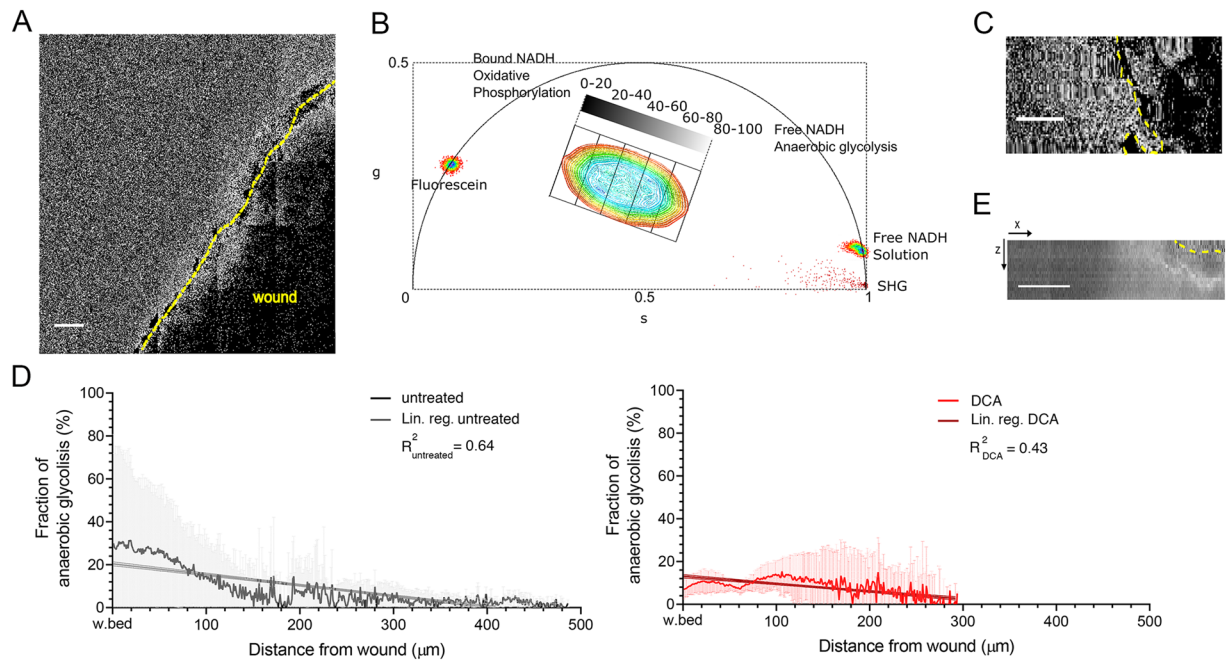 A
wound
B
0.5
Bound NADH
Oxidative
Phosphorylation
0-20
20-40
40-60
60-80
80-100
Free NADH
Anaerobic glycolysis
g
Fluorescein
Free NADH
Solution
SHG
0
0.5
1
s
C
E
x
z
D
Fraction of
anaerobic glycolisis (%)
100
80
60
40
20
0
untreated
Lin. reg. untreated
R²untreated = 0.64
w.bed
100
200
300
400
500
Distance from wound (μm)
Fraction of
anaerobic glycolisis (%)
100
80
60
40
20
0
DCA
Lin. reg. DCA
R²DCA = 0.43
w.bed
100
200
300
400
500
Distance from wound (μm)